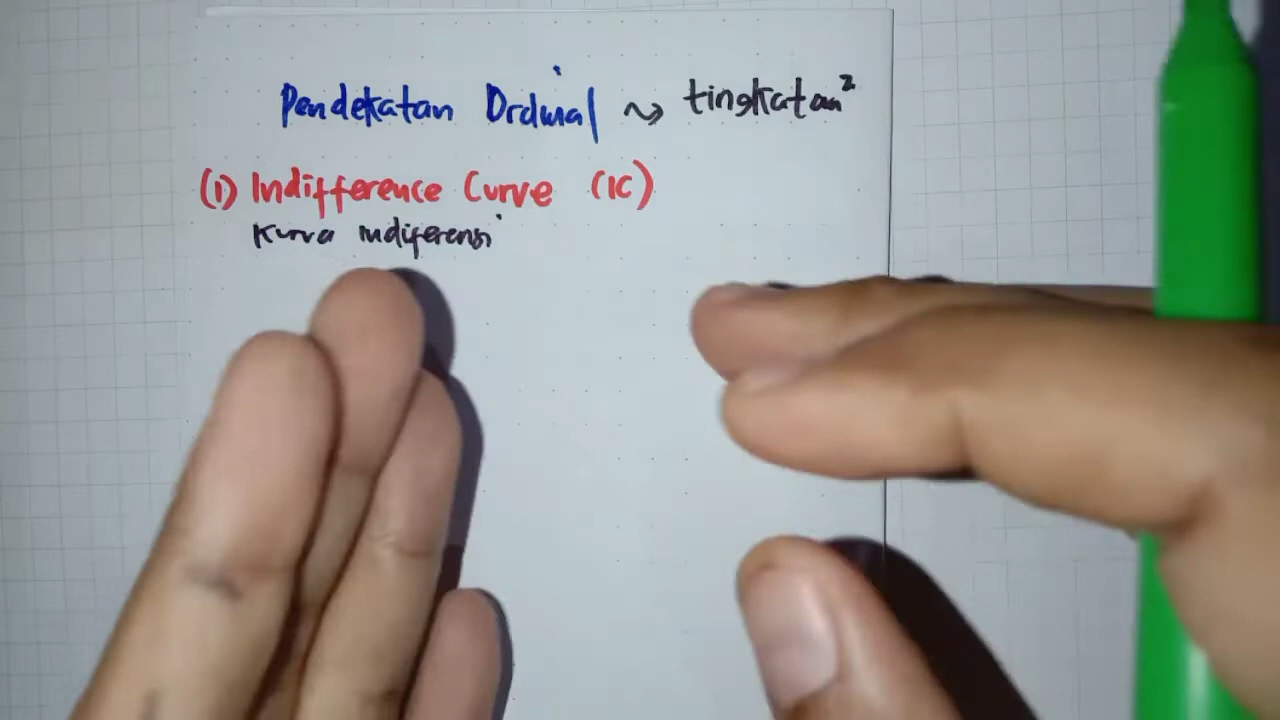 Pendekatan Ordinal ⤳ tingkatan²
(1) Indifference Curve (IC)
Kurva indiferensi